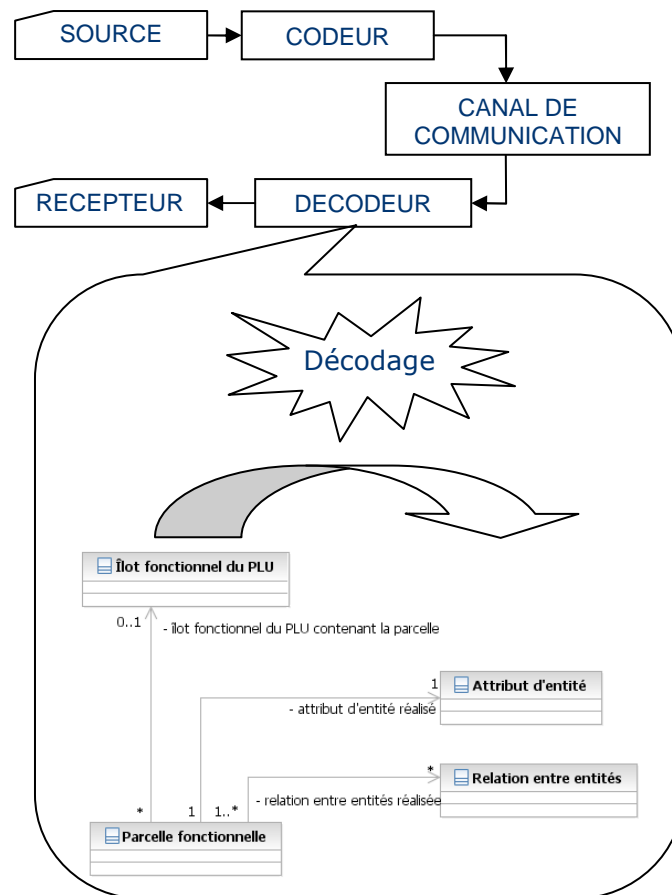 SOURCE
CODEUR
CANAL DE
COMMUNICATION
RECEPTEUR
DECODEUR
Décodage
Îlot fonctionnel du PLU
0..1
- îlot fonctionnel du PLU contenant la parcelle
1
Attribut d'entité
- attribut d'entité réalisé
*
Relation entre entités
- relation entre entités réalisée
*
1
1..*
Parcelle fonctionnelle